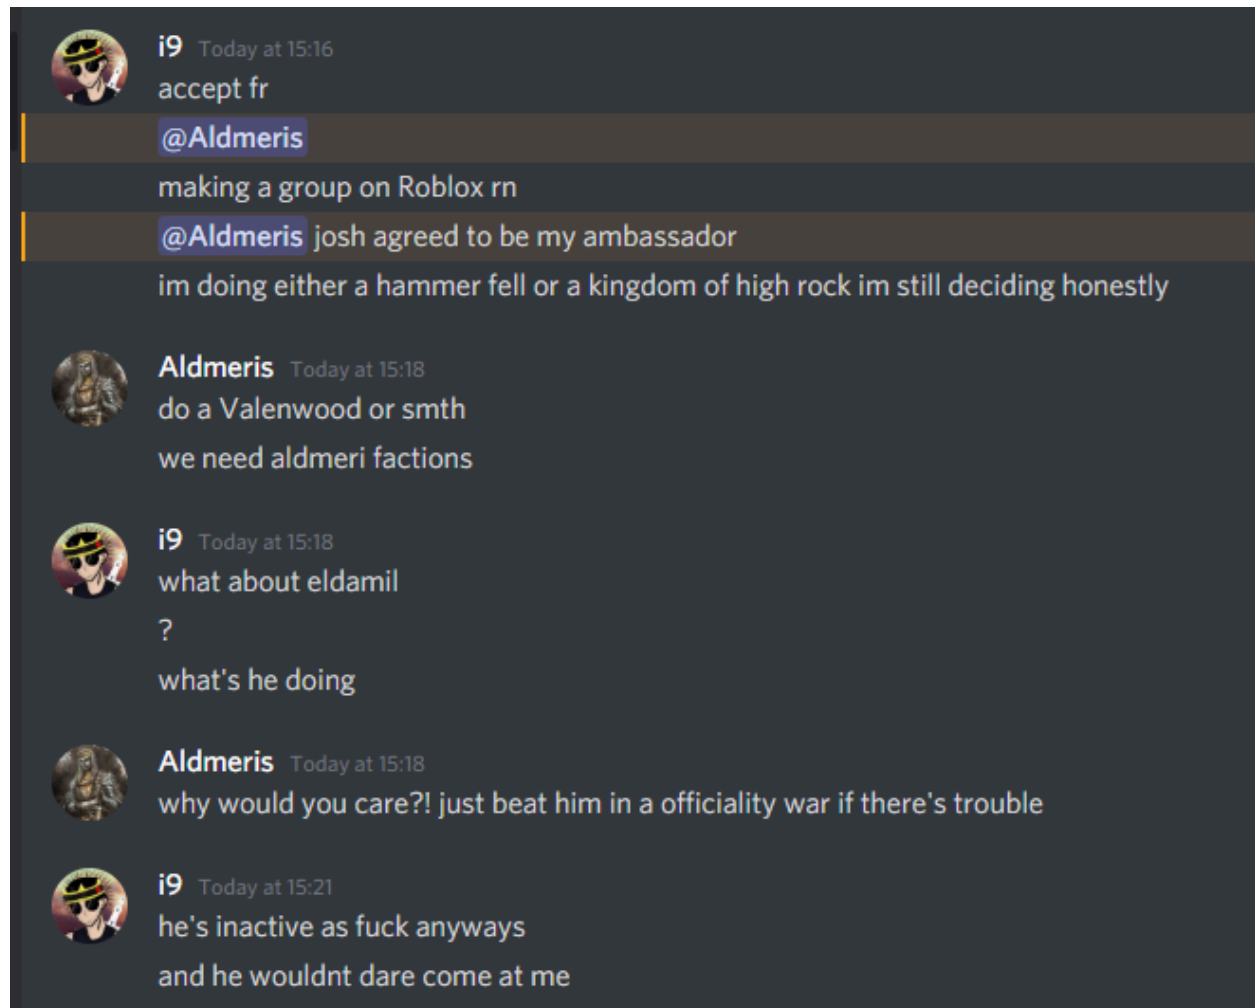 i9 Today at 15:16
accept fr
@Aldmeris
making a group on Roblox rn
@Aldmeris josh agreed to be my ambassador
im doing either a hammer fell or a kingdom of high rock im still deciding honestly
Aldmeris Today at 15:18
do a Valenwood or smth
we need aldmeri factions
i9 Today at 15:18
what about eldamil
?
what's he doing
Aldmeris Today at 15:18
why would you care?! just beat him in a officiality war if there's trouble
i9 Today at 15:21
he's inactive as fuck anyways
and he wouldnt dare come at me